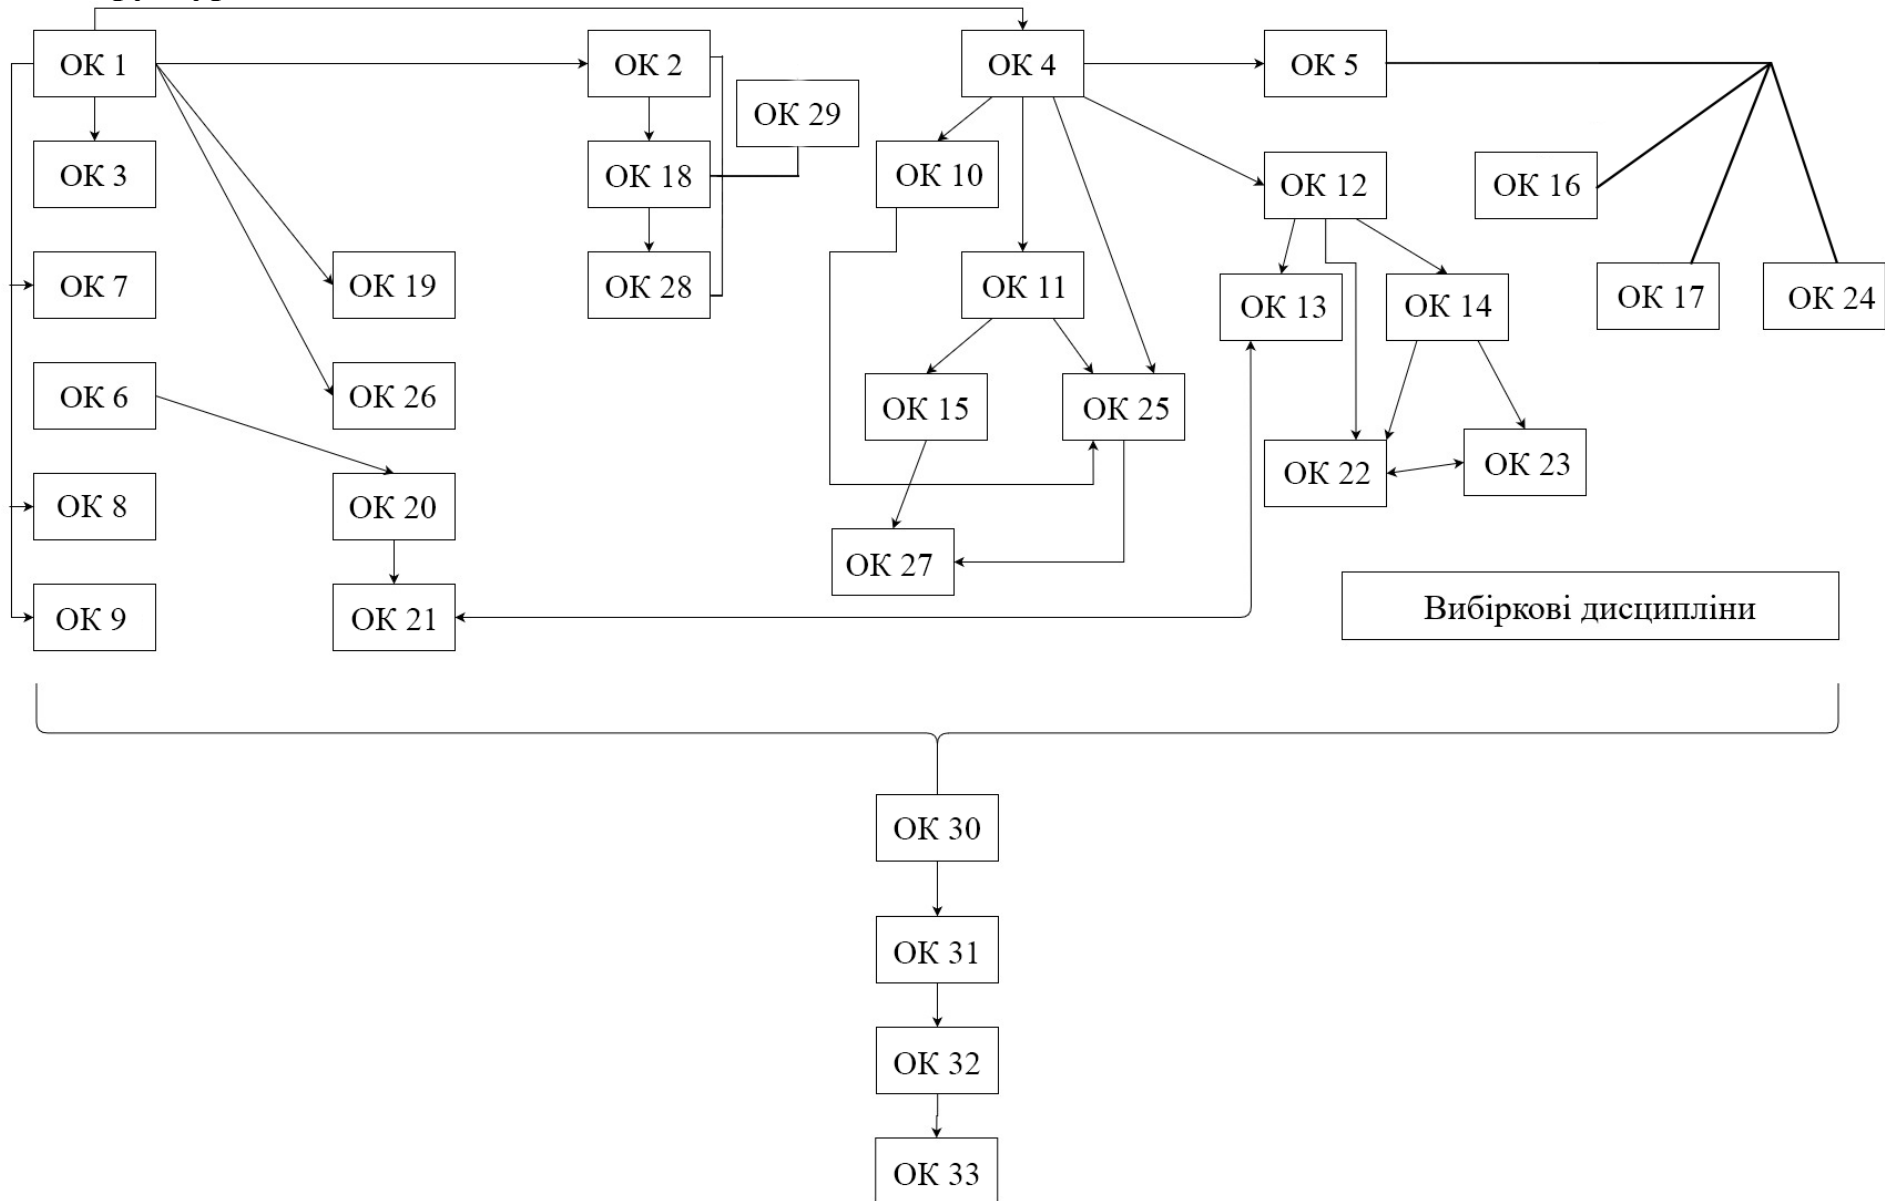 ОК 1
ОК 2
ОК 4
ОК 5
ОК 29
ОК 3
ОК 18
ОК 10
ОК 12
ОК 16
ОК 7
ОК 19
ОК 28
ОК 11
ОК 13
ОК 14
ОК 17
ОК 24
ОК 6
ОК 26
ОК 15
ОК 25
ОК 22
ОК 23
ОК 8
ОК 20
ОК 27
ОК 9
ОК 21
Вибіркові дисципліни
ОК 30
ОК 31
ОК 32
ОК 33